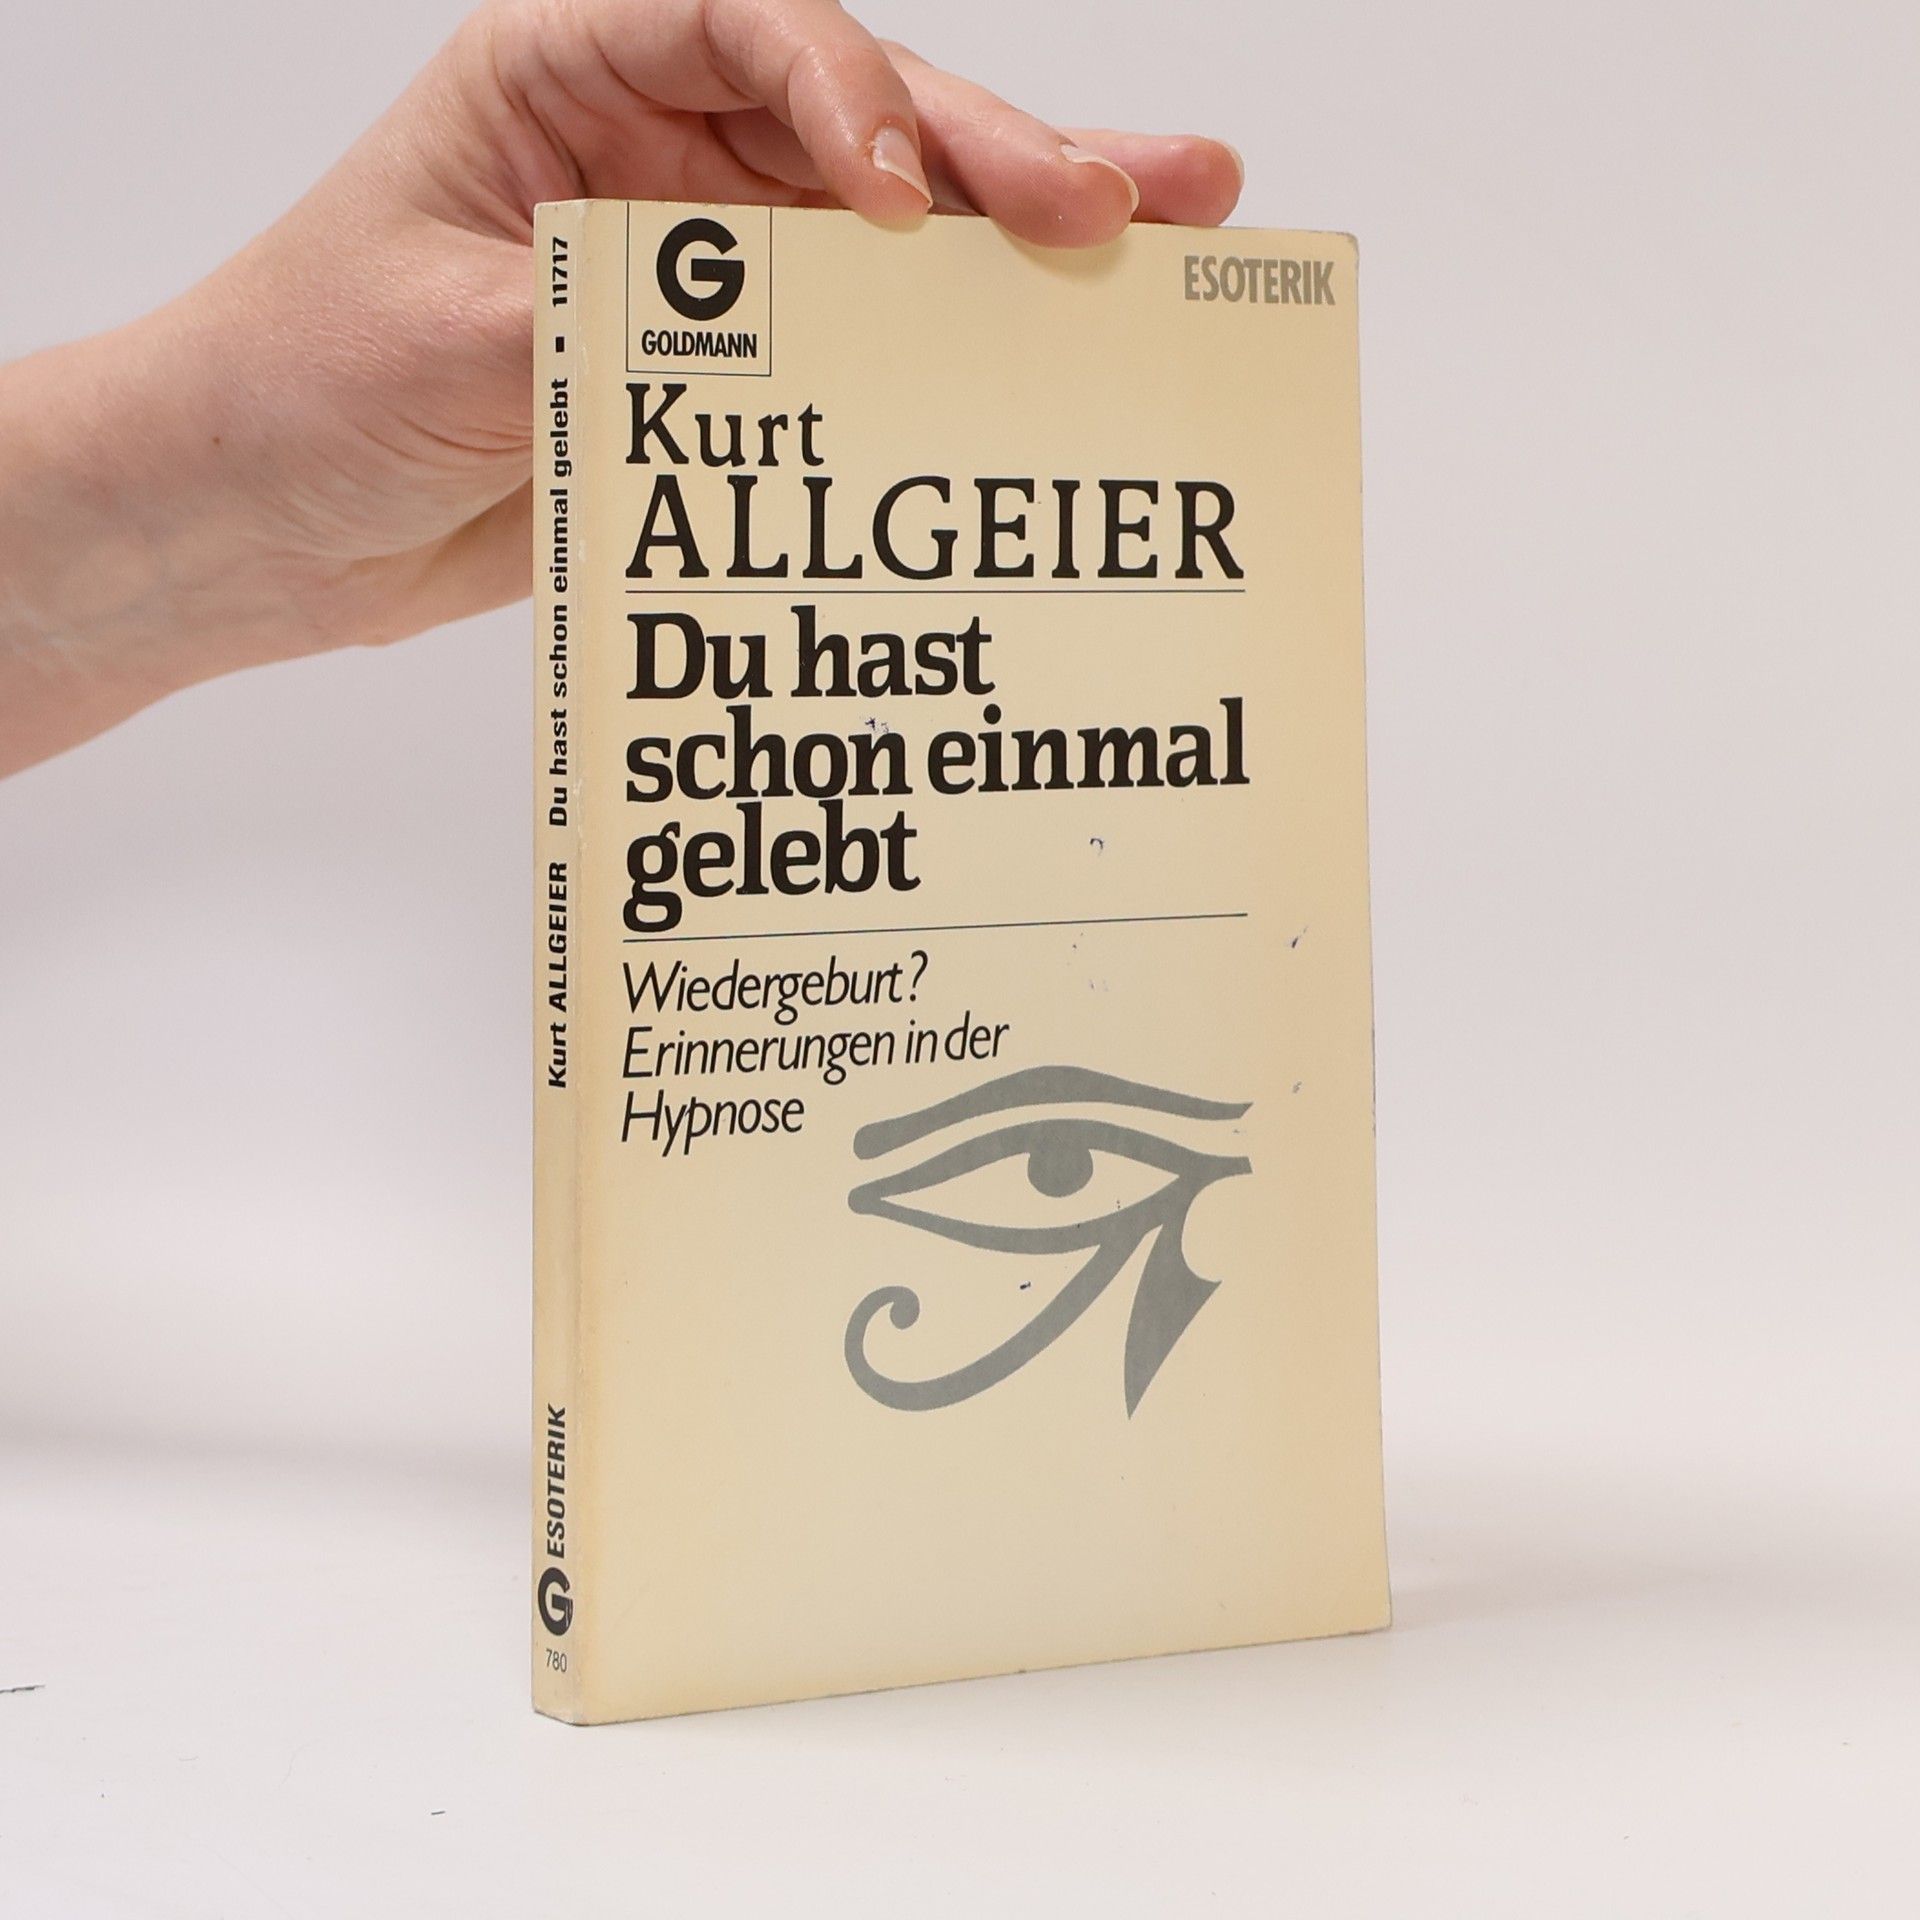 G
GOLDMANN
ESOTERIK
Kurt
ALLGEIER
Du hast
schon einmal
gelebt
Wiedergeburt?
Erinnerungen in der
Hypnose
Kurt ALLGEIER Du hast schon einmal gelebt ■ 11717
G ESOTERIK
780